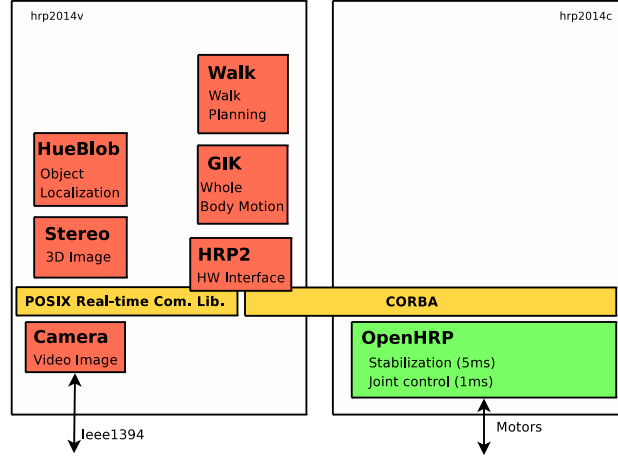 hrp2014v
hrp2014c
Walk
Walk
Planning
HueBlob
Object
Localization
GIK
Whole
Body Motion
Stereo
3D Image
HRP2
HW Interface
POSIX Real-time Com. Lib.
CORBA
Camera
Video Image
OpenHRP
Stabilization (5ms)
Joint control (1ms)
Ieee1394
Motors